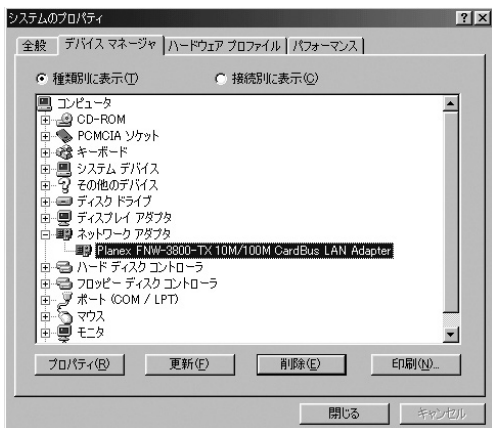 システムのプロパティ
全般 デバイス マネージャ ハードウェア プロファイル パフォーマンス
種類別に表示(T) 接続別に表示(C)
コンピュータ
CD-ROM
PCMCIA ソケット
キーボード
システム デバイス
その他のデバイス
ディスク ドライブ
ディスプレイ アダプタ
ネットワーク アダプタ
Planex FNW-3800-TX 10M/100M CardBus LAN Adapter
ハード ディスク コントローラ
フロッピー ディスク コントローラ
ポート (COM / LPT)
マウス
モニタ
プロパティ(R) 更新(F) 削除(E) 印刷(N)...
閉じる キャンセル